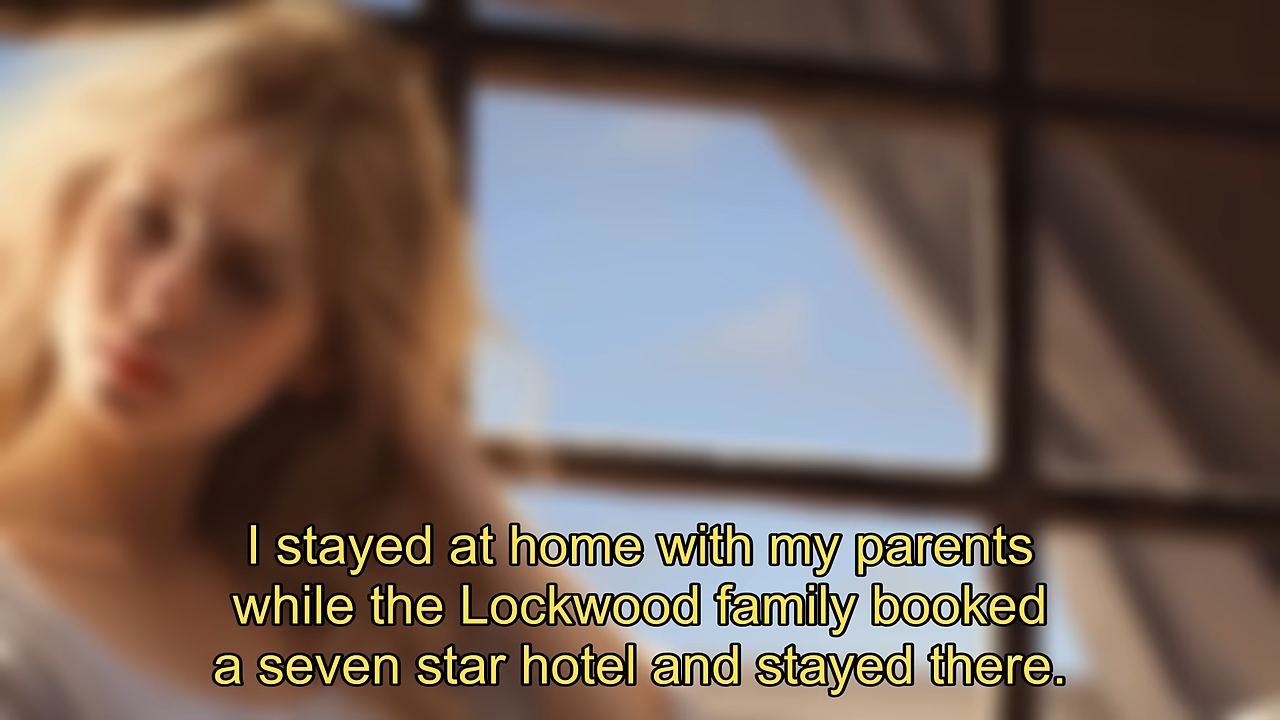 I stayed at home with my parents
while the Lockwood family booked
a seven star hotel and stayed there.